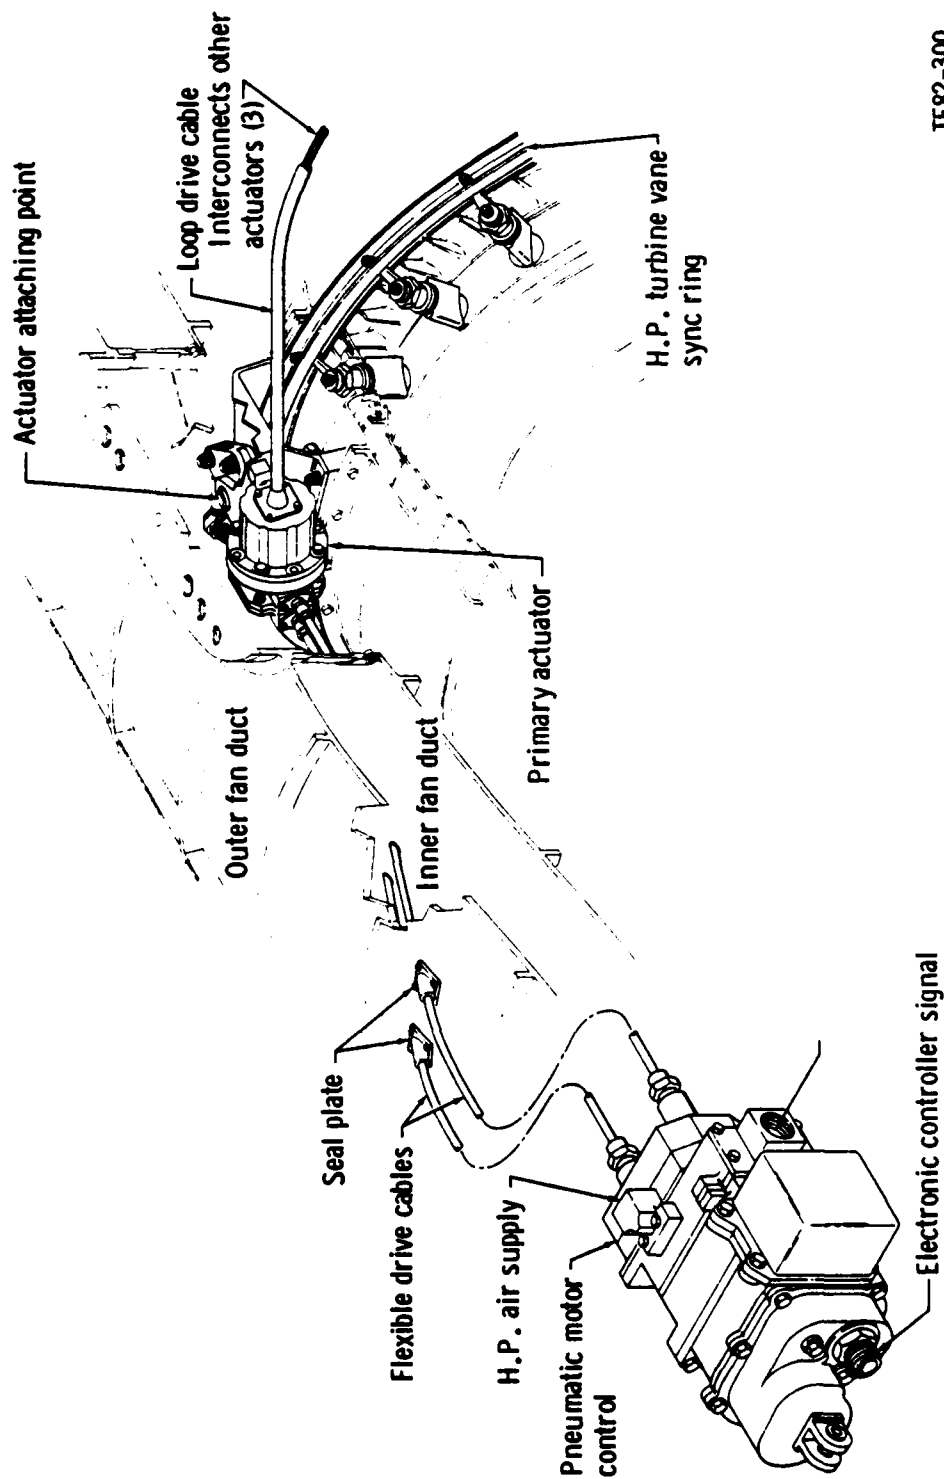 Actuator attaching point
Loop drive cable
Interconnects other
actuators (3)
H.P. turbine vane
sync ring
Primary actuator
Outer fan duct
Inner fan duct
Seal plate
Flexible drive cables
H.P. air supply
Pneumatic motor
control
Electronic controller signal
TE82-300